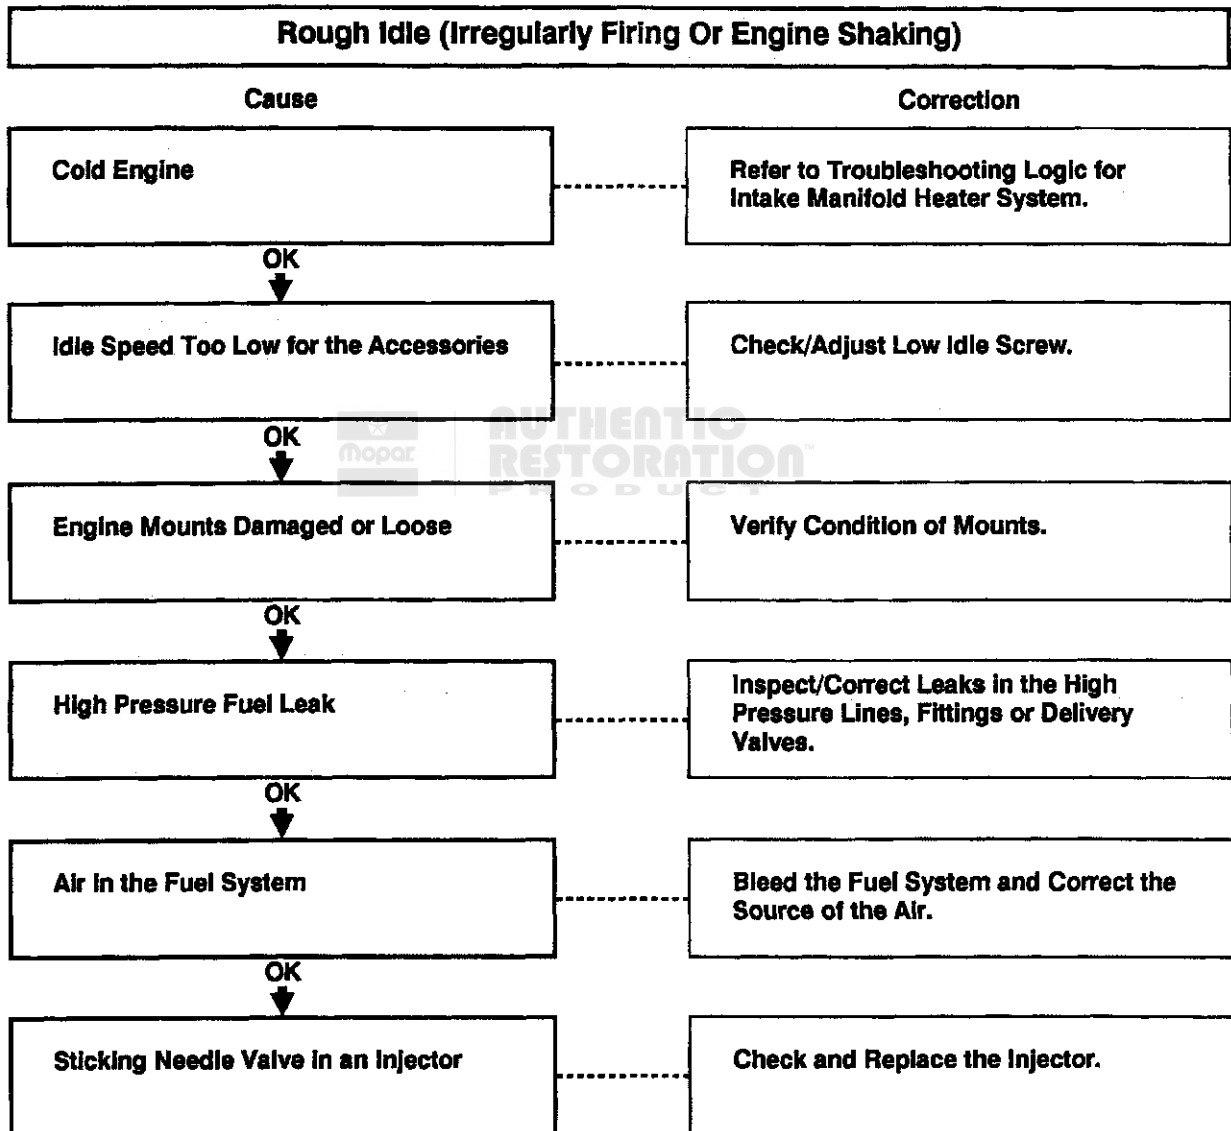 Rough Idle (Irregularly Firing Or Engine Shaking)
Cause
Correction
Cold Engine
Refer to Troubleshooting Logic for
Intake Manifold Heater System.
OK
Idle Speed Too Low for the Accessories
Check/Adjust Low Idle Screw.
OK
Mopar.
AUTHENTIC
RESTORATION™
PRODUCT
Engine Mounts Damaged or Loose
Verify Condition of Mounts.
OK
High Pressure Fuel Leak
Inspect/Correct Leaks in the High
Pressure Lines, Fittings or Delivery
Valves.
OK
Air in the Fuel System
Bleed the Fuel System and Correct the
Source of the Air.
OK
Sticking Needle Valve in an Injector
Check and Replace the Injector.